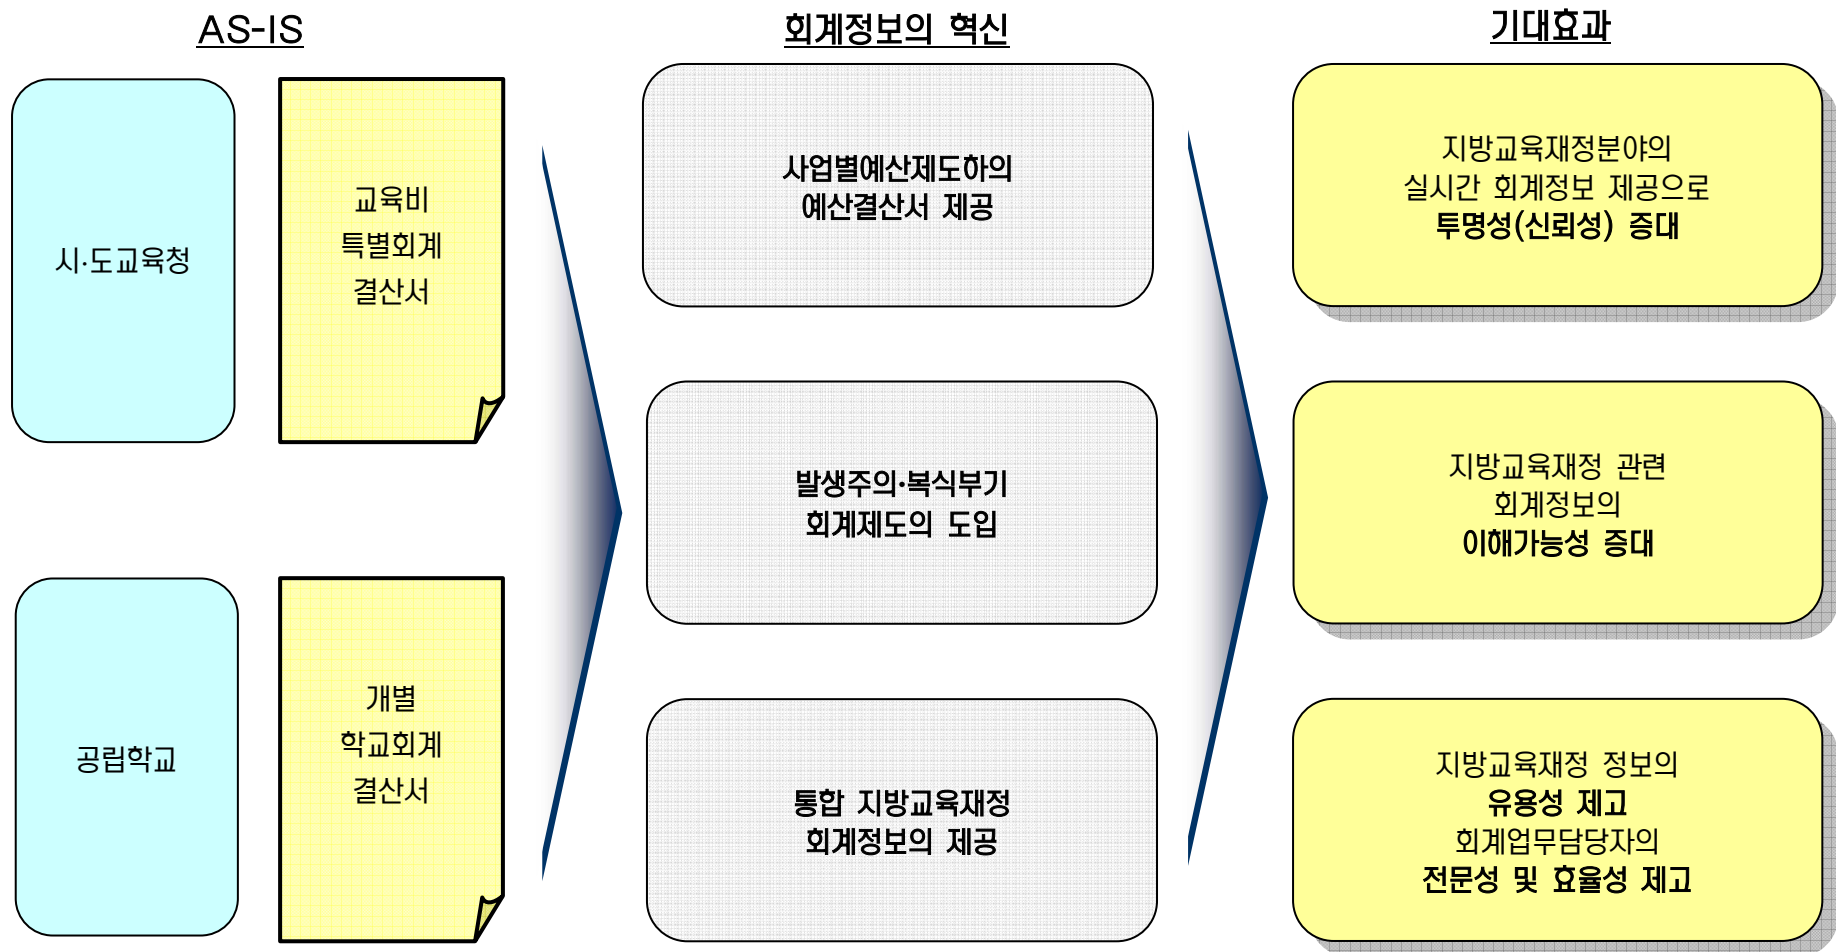 AS-IS
시·도교육청
교육비
특별회계
결산서
공립학교
개별
학교회계
결산서
회계정보의 혁신
사업별예산제도하의
예산결산서 제공
발생주의·복식부기
회계제도의 도입
통합 지방교육재정
회계정보의 제공
기대효과
지방교육재정분야의
실시간 회계정보 제공으로
투명성(신뢰성) 증대
지방교육재정 관련
회계정보의
이해가능성 증대
지방교육재정 정보의
유용성 제고
회계업무담당자의
전문성 및 효율성 제고